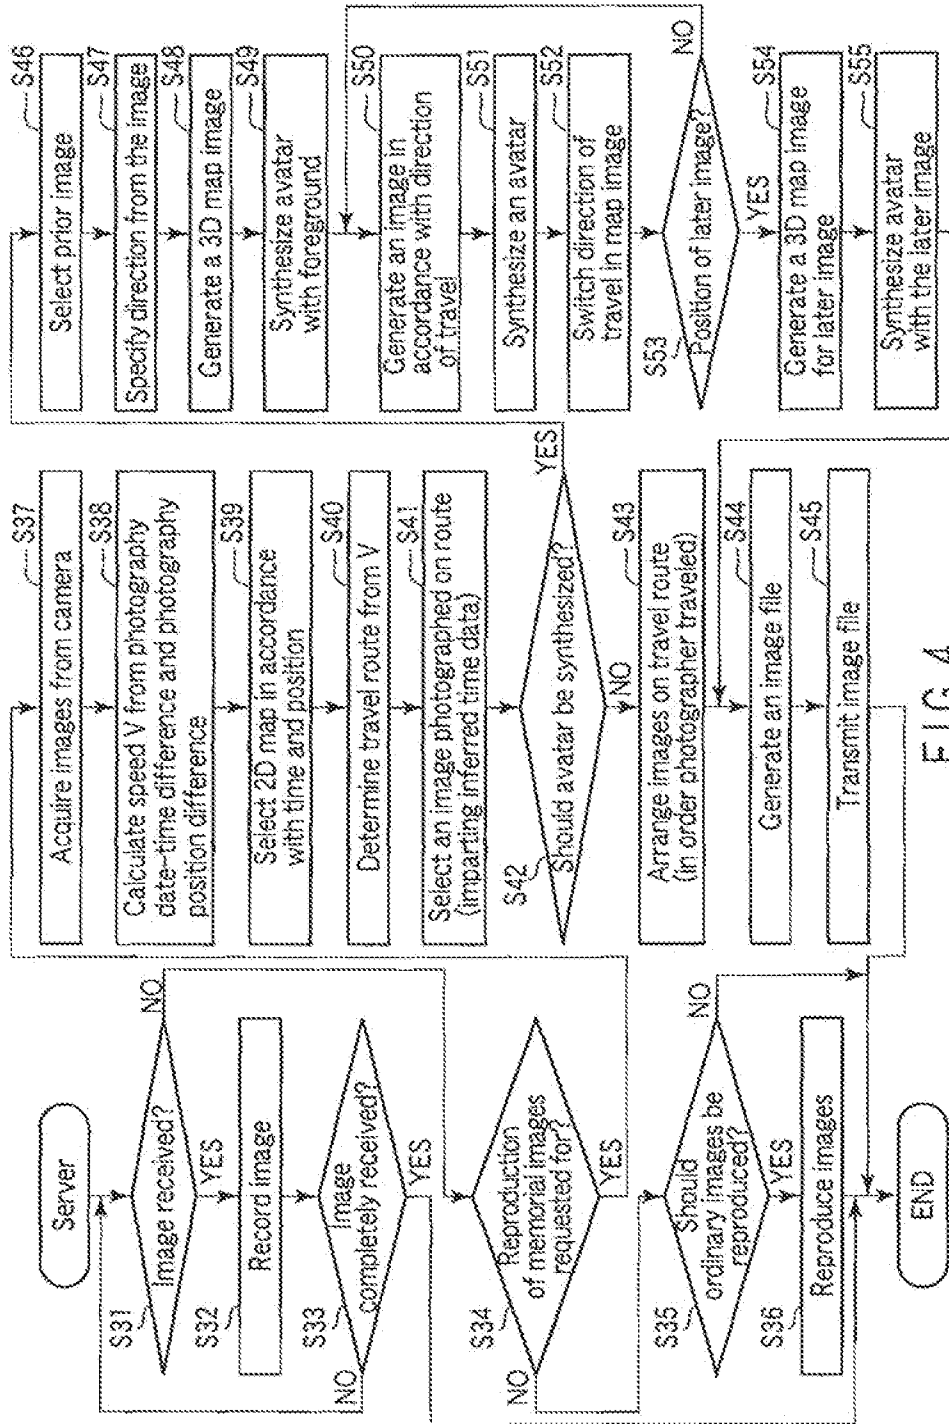 Server
S31
Image received?
NO
YES
S32
Record image
S33
Image
completely received?
NO
YES
S34
Reproduction
of memorial images
requested for?
NO
YES
S35
Should
ordinary images be
reproduced?
NO
YES
S36
Reproduce images
END
S37
Acquire images from camera
S38
Calculate speed V from photography
date-time difference and photography
position difference
S39
Select 2D map in accordance
with time and position
S40
Determine travel route from V
S41
Select an image photographed on route
(imparting inferred time data)
S42
Should avatar be synthesized?
YES
NO
S43
Arrange images on travel route
(in order photographer traveled)
S44
Generate an image file
S45
Transmit image file
S46
Select prior image
S47
Specify direction from the image
S48
Generate a 3D map image
S49
Synthesize avatar
with foreground
S50
Generate an image in
accordance with direction
of travel
S51
Synthesize an avatar
S52
Switch direction of
travel in map image
S53
Position of later image?
NO
YES
S54
Generate a 3D map image
for later image
S55
Synthesize avatar
with the later image
FIG. 4